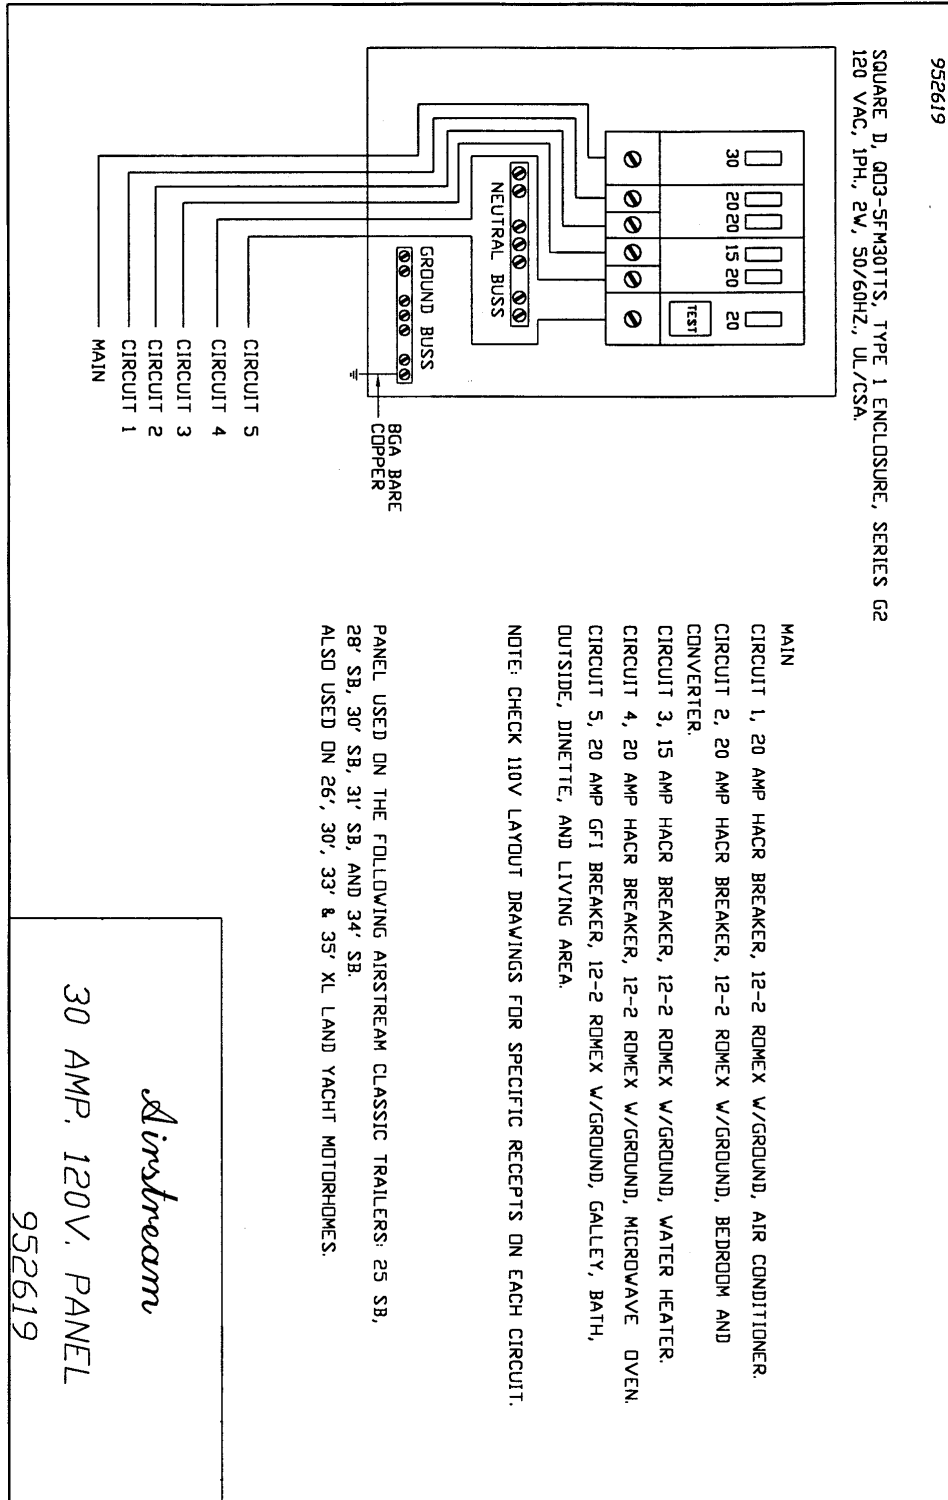 952619
SQUARE D, QO3-5FM30TTS, TYPE 1 ENCLOSURE, SERIES G2
120 VAC, 1PH., 2W, 50/60HZ., UL/CSA.
30
20
20
15
20
20
TEST
NEUTRAL BUSS
GROUND BUSS
BGA BARE
COPPER
CIRCUIT 5
CIRCUIT 4
CIRCUIT 3
CIRCUIT 2
CIRCUIT 1
MAIN
MAIN
CIRCUIT 1, 20 AMP HACR BREAKER, 12-2 ROMEX W/GROUND, AIR CONDITIONER.
CIRCUIT 2, 20 AMP HACR BREAKER, 12-2 ROMEX W/GROUND, BEDROOM AND
CONVERTER.
CIRCUIT 3, 15 AMP HACR BREAKER, 12-2 ROMEX W/GROUND, WATER HEATER.
CIRCUIT 4, 20 AMP HACR BREAKER, 12-2 ROMEX W/GROUND, MICROWAVE OVEN.
CIRCUIT 5, 20 AMP GFI BREAKER, 12-2 ROMEX W/GROUND, GALLEY, BATH,
OUTSIDE, DINETTE, AND LIVING AREA.
NOTE: CHECK 110V LAYOUT DRAWINGS FOR SPECIFIC RECEPTS ON EACH CIRCUIT.
PANEL USED ON THE FOLLOWING AIRSTREAM CLASSIC TRAILERS: 25 SB,
28' SB, 30' SB, 31' SB, AND 34' SB.
ALSO USED ON 26', 30', 33' & 35' XL LAND YACHT MOTORHOMES.
Airstream
30 AMP. 120V. PANEL
952619